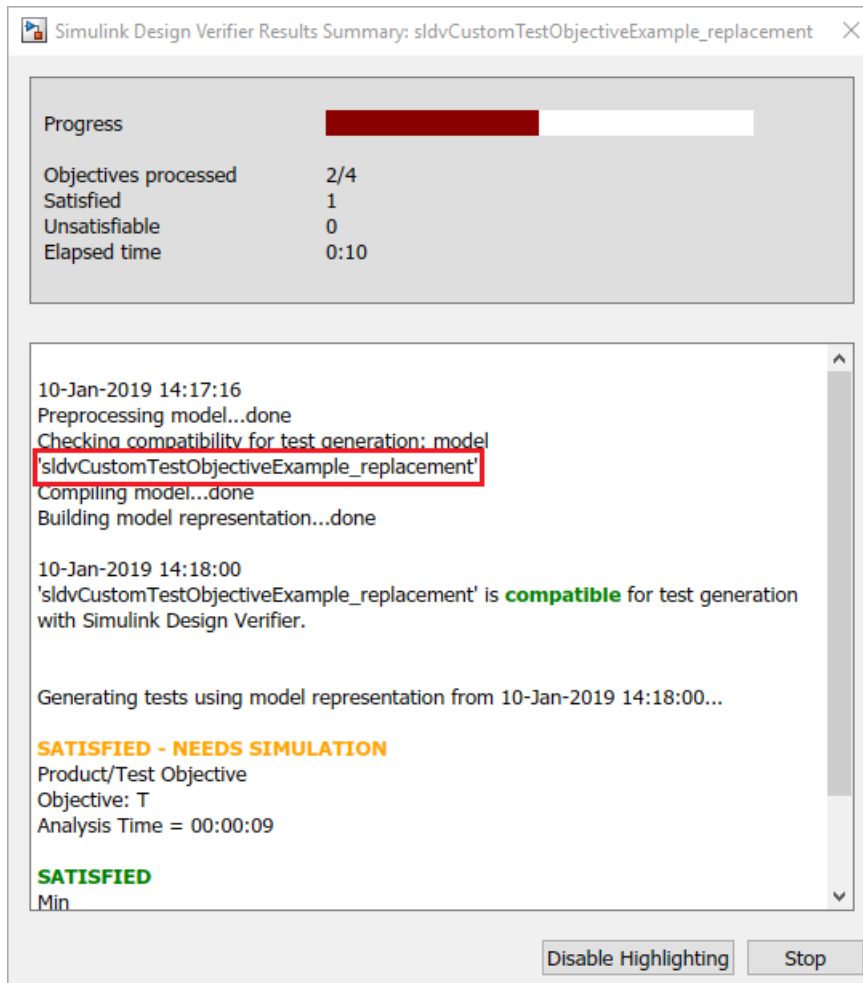 Simulink Design Verifier Results Summary: sldvCustomTestObjectiveExample_replacement
Progress
Objectives processed 2/4
Satisfied 1
Unsatisfiable 0
Elapsed time 0:10
10-Jan-2019 14:17:16
Preprocessing model...done
Checking compatibility for test generation: model
'sldvCustomTestObjectiveExample_replacement'
Compiling model...done
Building model representation...done
10-Jan-2019 14:18:00
'sldvCustomTestObjectiveExample_replacement' is compatible for test generation
with Simulink Design Verifier.
Generating tests using model representation from 10-Jan-2019 14:18:00...
SATISFIED - NEEDS SIMULATION
Product/Test Objective
Objective: T
Analysis Time = 00:00:09
SATISFIED
Min
Disable Highlighting Stop